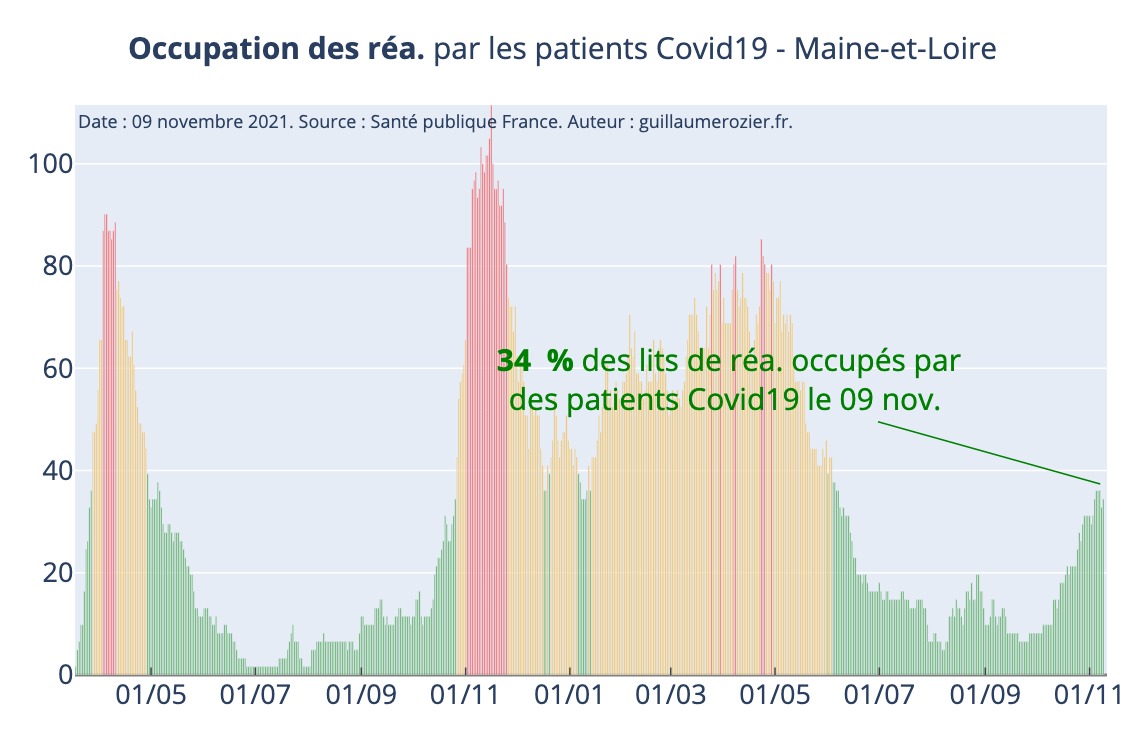 Occupation des réa. par les patients Covid19 - Maine-et-Loire
Date : 09 novembre 2021. Source : Santé publique France. Auteur : guillaumerozier.fr.
100
80
60
40
20
0
34 % des lits de réa. occupés par
des patients Covid19 le 09 nov.
01/05 01/07 01/09 01/11 01/01 01/03 01/05 01/07 01/09 01/11